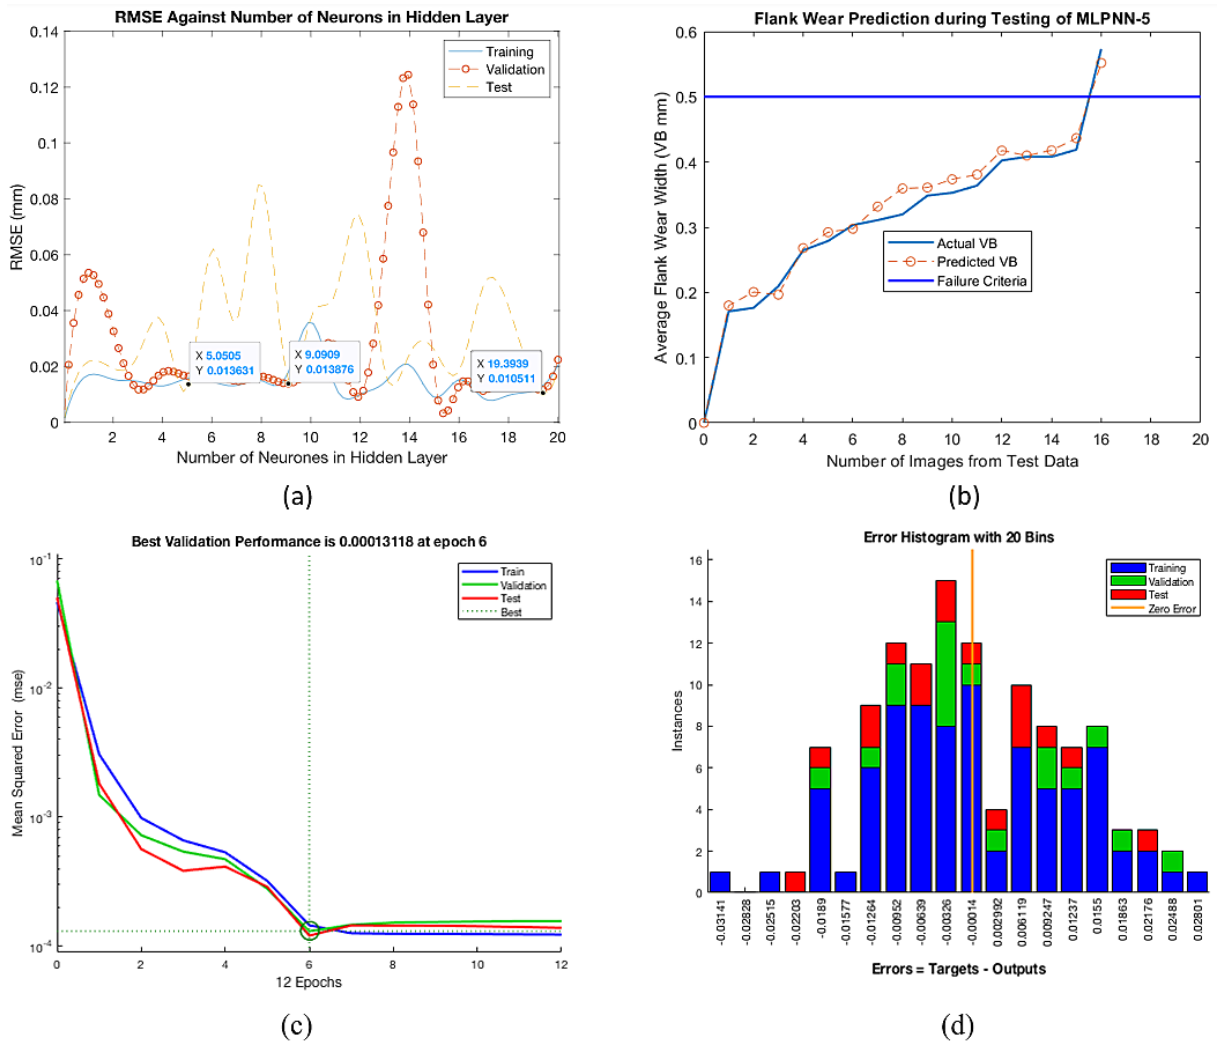 RMSE Against Number of Neurons in Hidden Layer
0.14
0.12
0.1
0.08
0.06
0.04
0.02
0
RMSE (mm)
Training
Validation
Test
X 5.0505
Y 0.013631
X 9.0909
Y 0.013876
X 19.3939
Y 0.010511
2 4 6 8 10 12 14 16 18 20
Number of Neurones in Hidden Layer
(a)
Flank Wear Prediction during Testing of MLPNN-5
0.6
0.5
0.4
0.3
0.2
0.1
0
Average Flank Wear Width (VB mm)
Actual VB
Predicted VB
Failure Criteria
0 2 4 6 8 10 12 14 16 18 20
Number of Images from Test Data
(b)
Best Validation Performance is 0.00013118 at epoch 6
10-1
10-2
10-3
10-4
Mean Squared Error (mse)
Train
Validation
Test
Best
0 2 4 6 8 10 12
12 Epochs
(c)
Error Histogram with 20 Bins
16
14
12
10
8
6
4
2
0
Instances
Training
Validation
Test
Zero Error
-0.03141
-0.02828
-0.02515
-0.02203
-0.0189
-0.01577
-0.01264
-0.00952
-0.00639
-0.00326
-0.00014
0.002992
0.006119
0.009247
0.01237
0.0155
0.01863
0.02176
0.02488
0.02801
Errors = Targets - Outputs
(d)